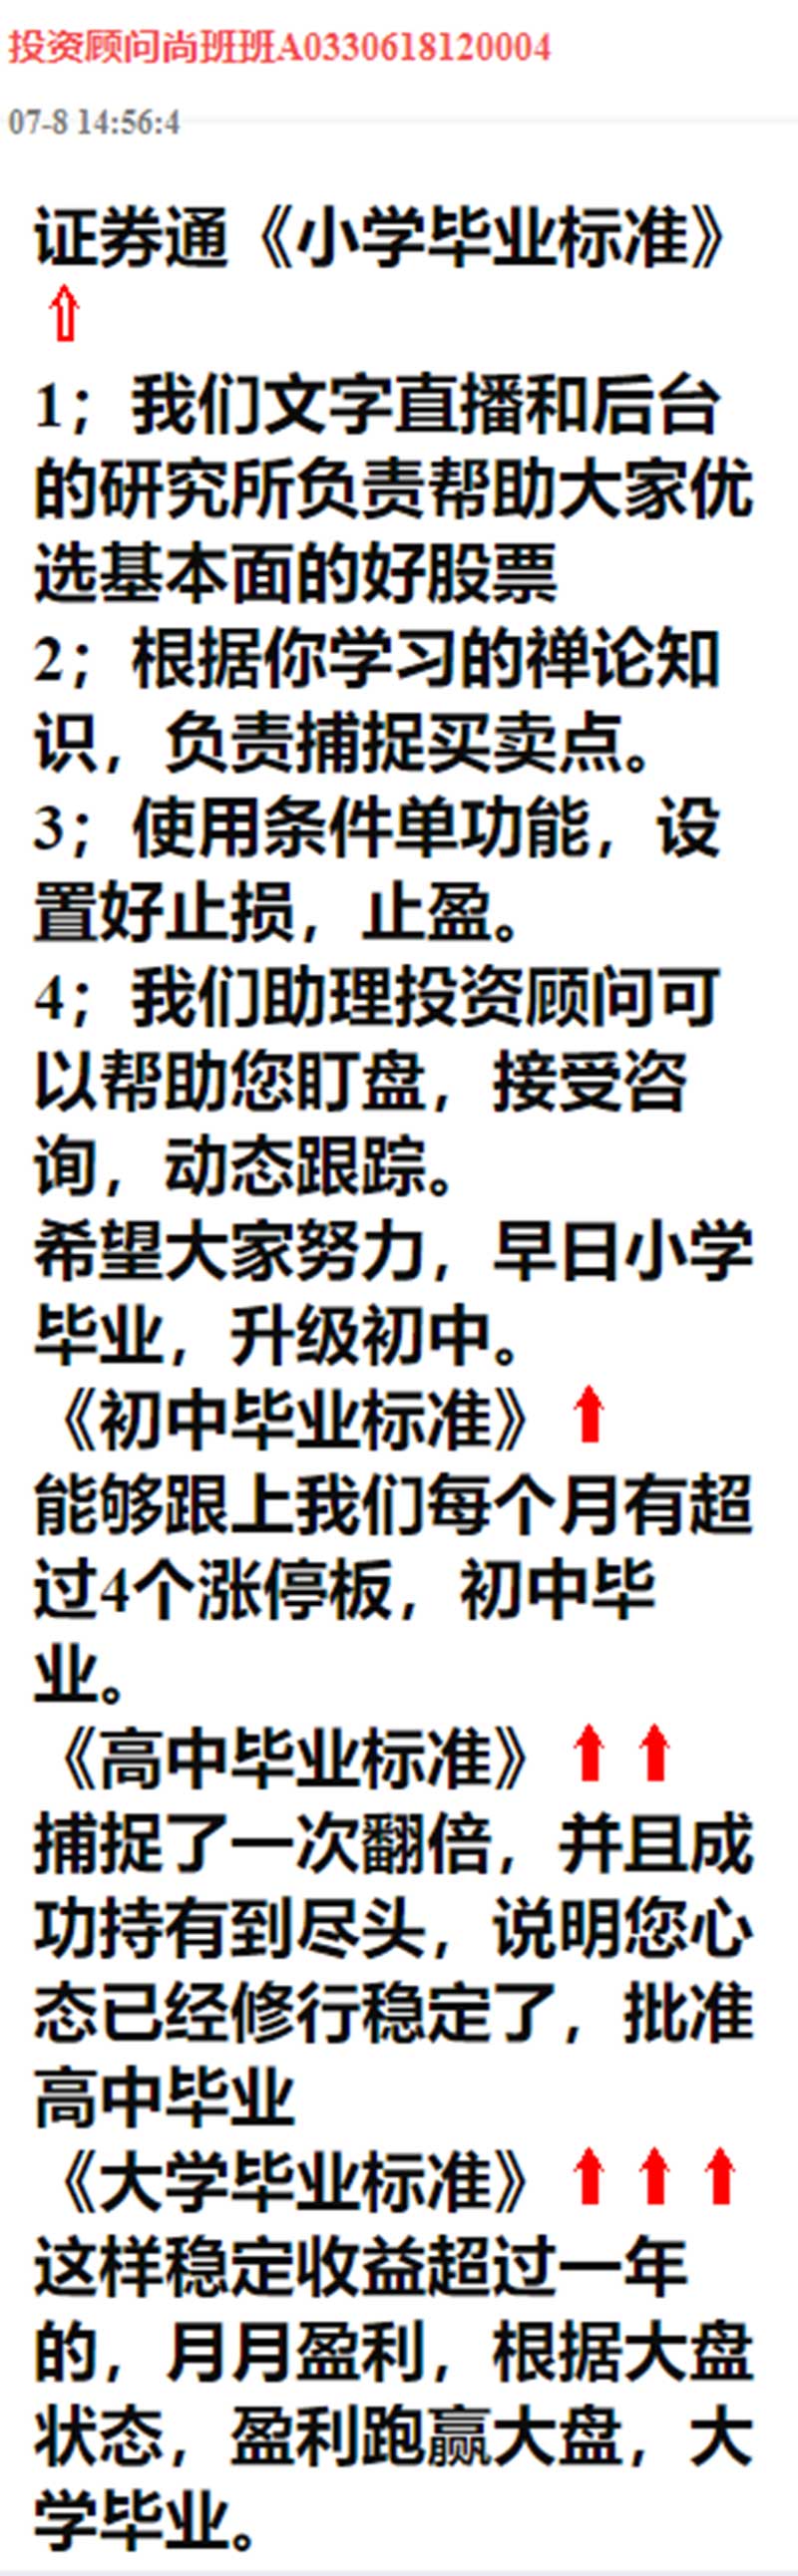 投资顾问尚班班A0330618120004
07-8 14:56:4
证券通《小学毕业标准》
⇧
1；我们文字直播和后台
的研究所负责帮助大家优
选基本面的好股票
2；根据你学习的禅论知
识，负责捕捉买卖点。
3；使用条件单功能，设
置好止损，止盈。
4；我们助理投资顾问可
以帮助您盯盘，接受咨
询，动态跟踪。
希望大家努力，早日小学
毕业，升级初中。
《初中毕业标准》⬆
能够跟上我们每个月有超
过4个涨停板，初中毕
业。
《高中毕业标准》⬆⬆
捕捉了一次翻倍，并且成
功持有到尽头，说明您心
态已经修行稳定了，批准
高中毕业
《大学毕业标准》⬆⬆⬆
这样稳定收益超过一年
的，月月盈利，根据大盘
状态，盈利跑赢大盘，大
学毕业。